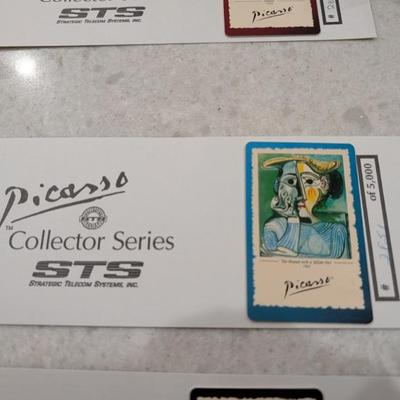 Collector Series
STS
STRATEGIC TELECOM SYSTEMS, INC.
Picasso
#
Picasso
TM
Collector Series
STS
STRATEGIC TELECOM SYSTEMS, INC.
Picasso
# of 5,000